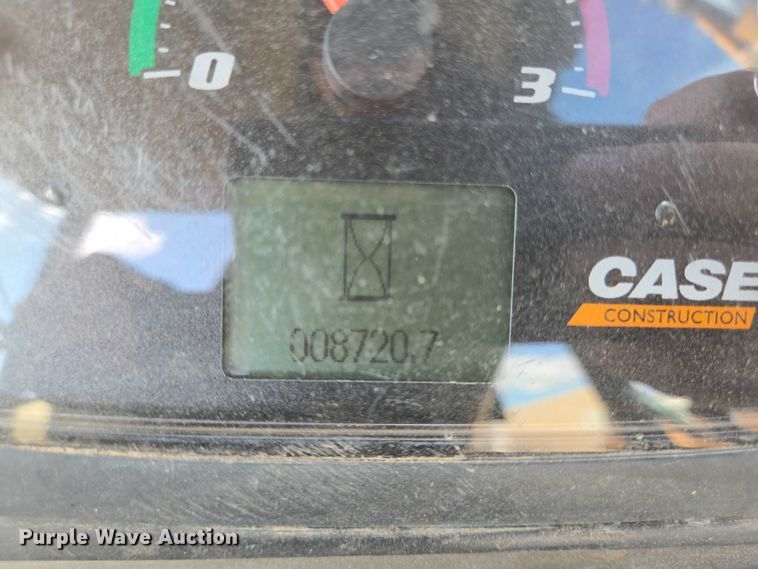 0 3
CASE
CONSTRUCTION
008720.7
Purple Wave Auction